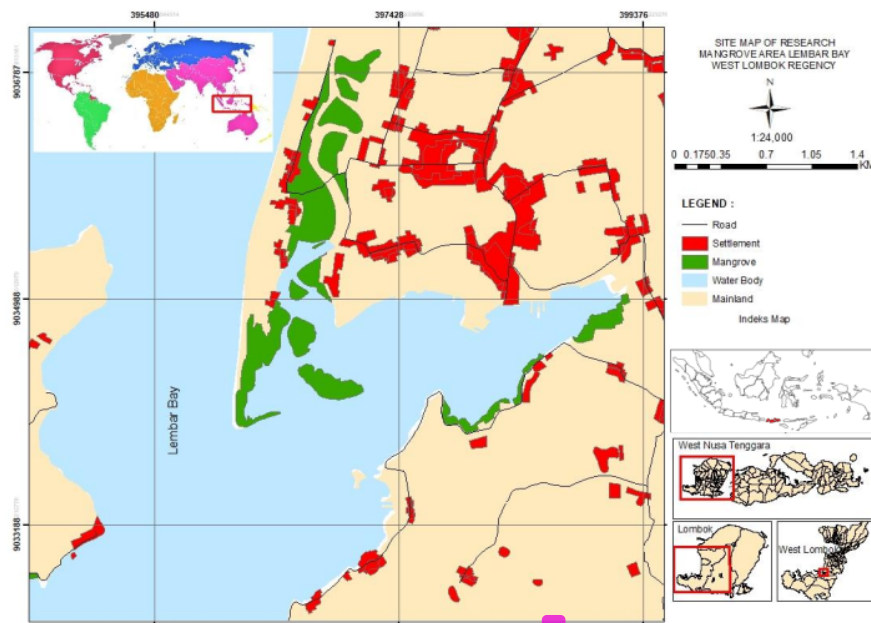 395480 397428 399376
9036787
9034988
9033188
Lembar Bay
SITE MAP OF RESEARCH
MANGROVE AREA LEMBAR BAY
WEST LOMBOK REGENCY
N
1:24,000
0 0.1750.35 0.7 1.05 1.4
KM
LEGEND :
Road
Settlement
Mangrove
Water Body
Mainland
Indeks Map
West Nusa Tenggara
Lombok
West Lombok